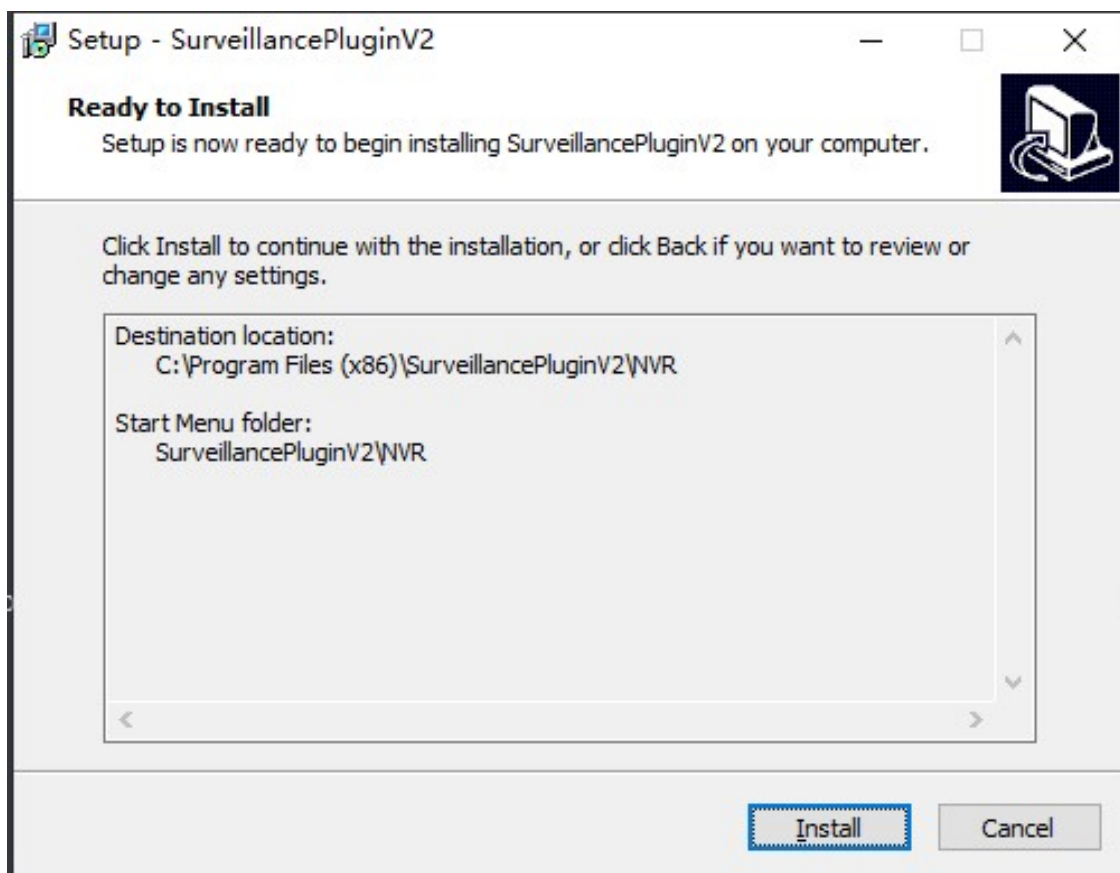 Setup - SurveillancePluginV2
Ready to Install
Setup is now ready to begin installing SurveillancePluginV2 on your computer.
Click Install to continue with the installation, or click Back if you want to review or
change any settings.
Destination location:
C:\Program Files (x86)\SurveillancePluginV2\NVR
Start Menu folder:
SurveillancePluginV2\NVR
Install
Cancel